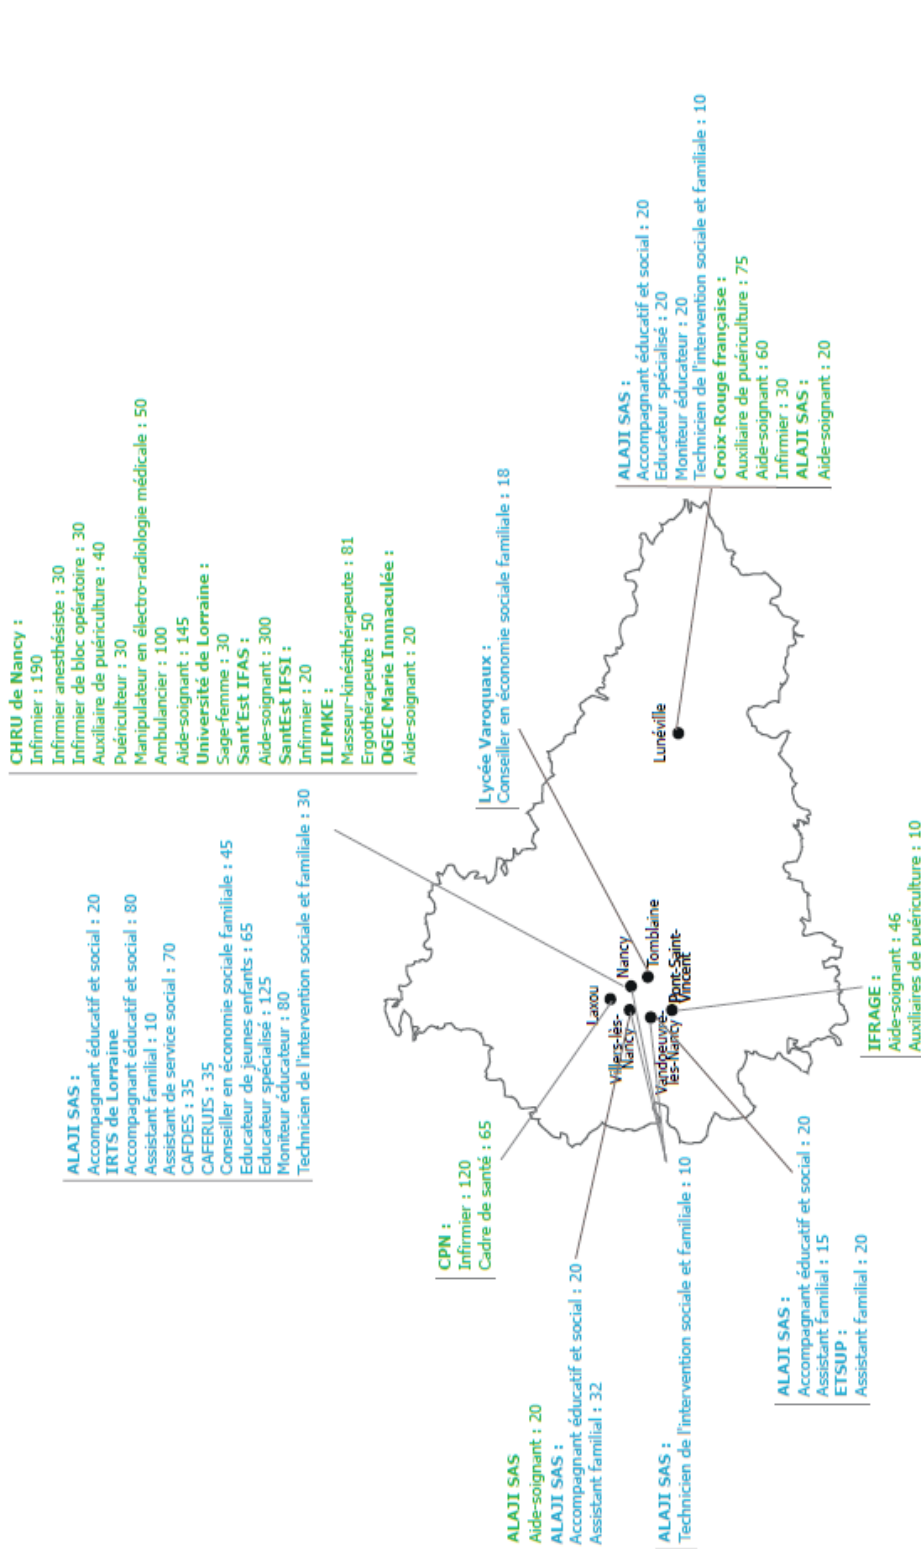 ALAJI SAS :
Accompagnant éducatif et social : 20
IRTS de Lorraine
Accompagnant éducatif et social : 80
Assistant familial : 10
Assistant de service social : 70
CAFDES : 35
CAFERUIS : 35
Conseiller en économie sociale familiale : 45
Educateur de jeunes enfants : 65
Educateur spécialisé : 125
Moniteur éducateur : 80
Technicien de l'intervention sociale et familiale : 30
CHRU de Nancy :
Infirmier : 190
Infirmier anesthésiste : 30
Infirmier de bloc opératoire : 30
Auxiliaire de puériculture : 40
Puériculteur : 30
Manipulateur en électro-radiologie médicale : 50
Ambulancier : 100
Aide-soignant : 145
Université de Lorraine :
Sage-femme : 30
Sant'Est IFAS :
Aide-soignant : 300
SantEst IFSI :
Infirmier : 20
ILFMKE :
Masseur-kinésithérapeute : 81
Ergothérapeute : 50
OGEC Marie Immaculée :
Aide-soignant : 20
CPN :
Infirmier : 120
Cadre de santé : 65
Lycée Varoquaux :
Conseiller en économie sociale familiale : 18
ALAJI SAS
Aide-soignant : 20
ALAJI SAS :
Accompagnant éducatif et social : 20
Assistant familial : 32
Laxou
Villers-lès-
Nancy
Nancy
Tomblaine
Vandoeuvre-
lès-Nancy
Pont-Saint-
Vincent
Lunéville
ALAJI SAS :
Accompagnant éducatif et social : 20
Educateur spécialisé : 20
Moniteur éducateur : 20
Technicien de l'intervention sociale et familiale : 10
Croix-Rouge française :
Auxiliaire de puériculture : 75
Aide-soignant : 60
Infirmier : 30
ALAJI SAS :
Aide-soignant : 20
ALAJI SAS :
Technicien de l'intervention sociale et familiale : 10
ALAJI SAS :
Accompagnant éducatif et social : 20
Assistant familial : 15
ETSUP :
Assistant familial : 20
IFRAGE :
Aide-soignant : 46
Auxiliaires de puériculture : 10